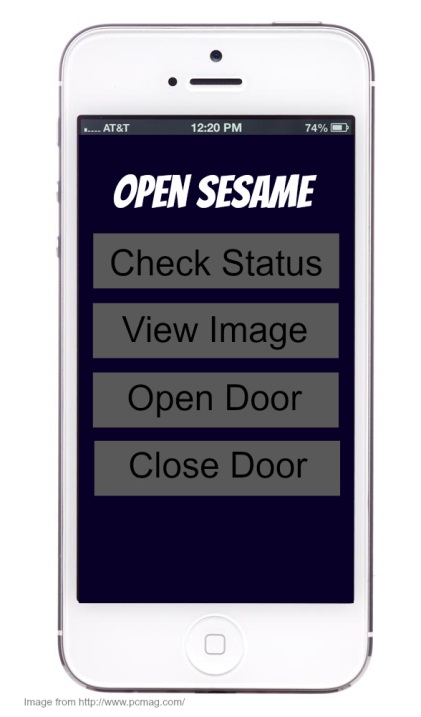 AT&T 12:20 PM 74%
OPEN SESAME
Check Status
View Image
Open Door
Close Door
Image from http://www.pcmag.com/